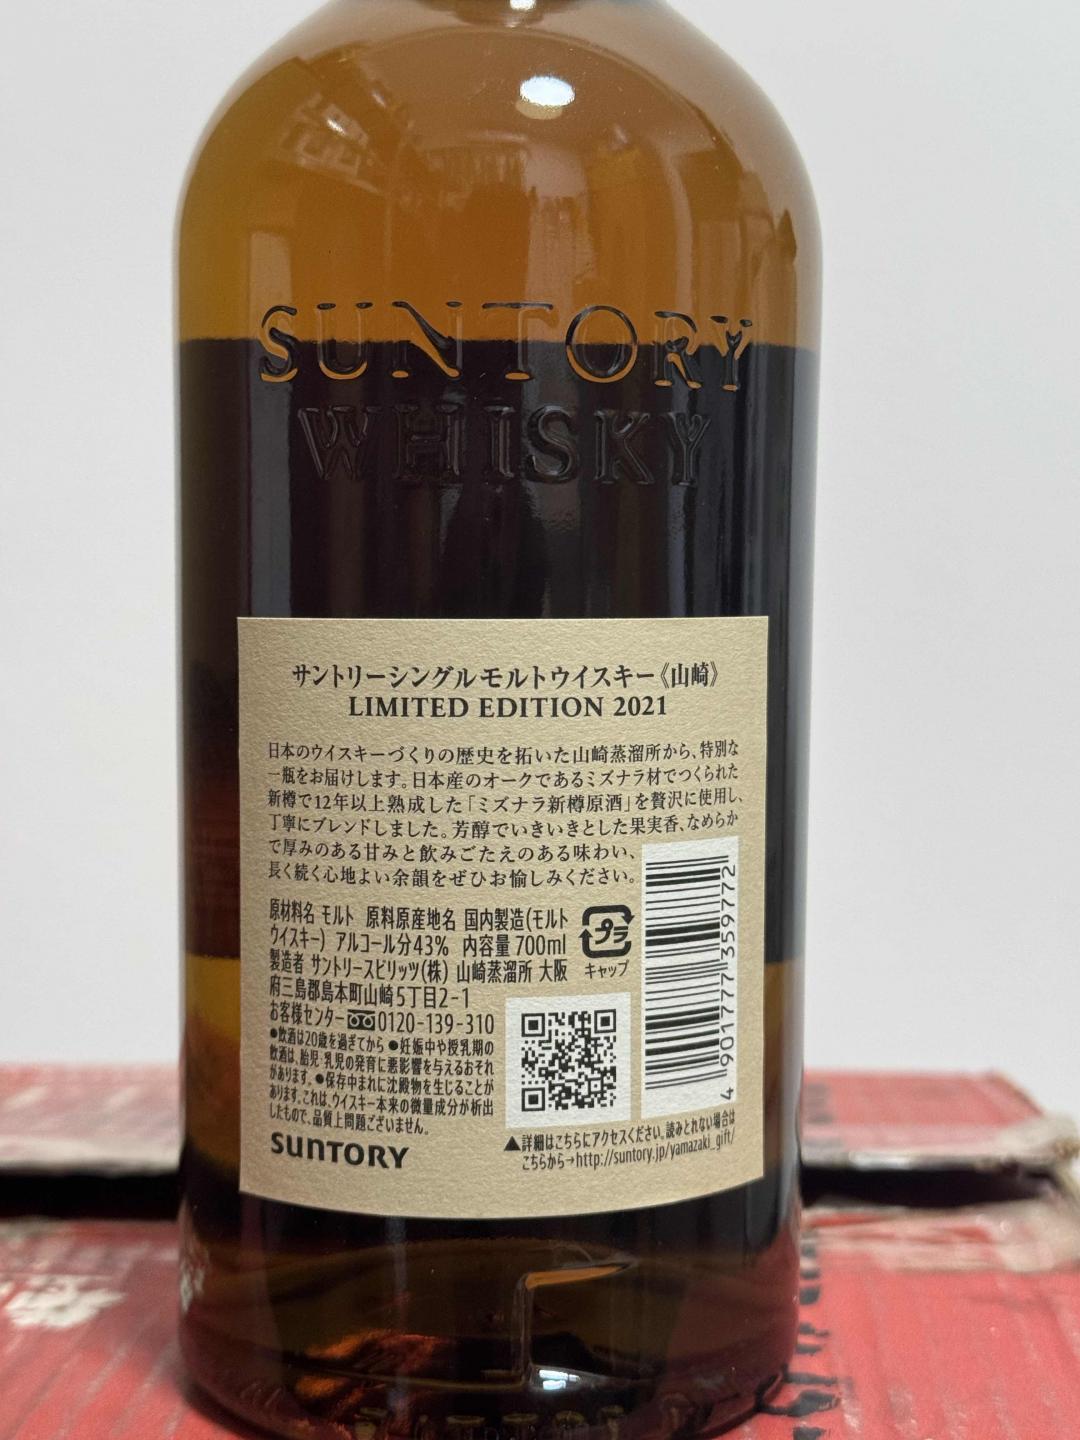 SUNTORY
WHISKY
サントリーシングルモルトウイスキー《山崎》
LIMITED EDITION 2021
日本のウイスキーづくりの歴史を拓いた山崎蒸溜所から、特別な
一瓶をお届けします。日本産のオークであるミズナラ材でつくられた
新樽で12年以上熟成した「ミズナラ新樽原酒」を贅沢に使用し、
丁寧にブレンドしました。芳醇でいきいきとした果実香、なめらか
で厚みのある甘みと飲みごたえのある味わい、
長く続く心地よい余韻をぜひお愉しみください。
原材料名 モルト 原料原産地名 国内製造(モルト
ウイスキー) アルコール分43% 内容量700ml
製造者 サントリースピリッツ(株) 山崎蒸溜所 大阪
府三島郡島本町山崎5丁目2-1
お客様センター 0120-139-310
●飲酒は20歳を過ぎてから ●妊娠中や授乳期の
飲酒は、胎児・乳児の発育に悪影響を与えるおそれ
があります。●保存中まれに沈殿物を生じることが
あります。これは、ウイスキー本来の微量成分が析出
したもので、品質上問題ございません。
SUNTORY
プラ
キャップ
4 901777 359772
▲詳細はこちらにアクセスください。読みとれない場合は
こちらから→http://suntory.jp/yamazaki_gift/